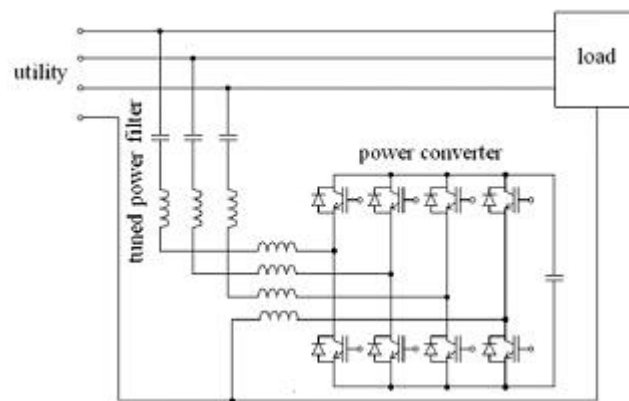 load
utility
tuned power filter
power converter